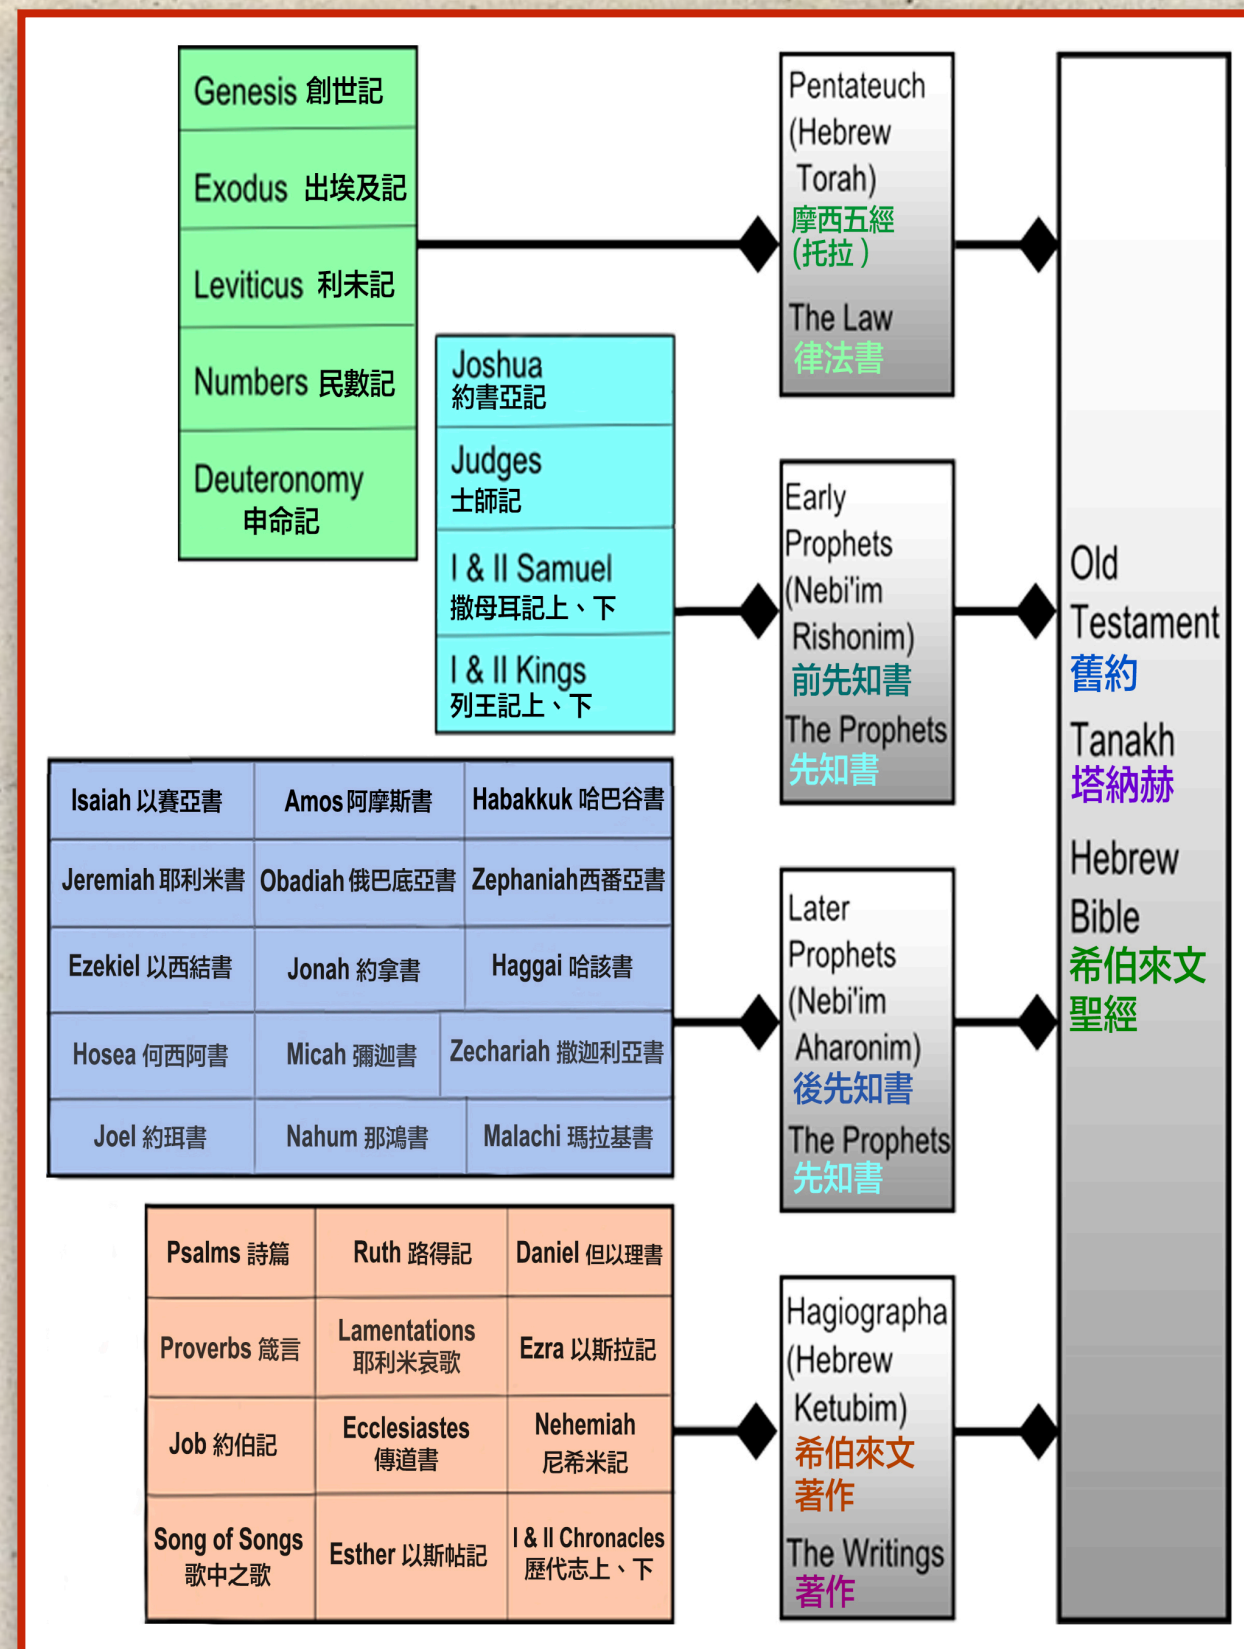 Genesis 創世記
Exodus 出埃及記
Leviticus 利未記
Numbers 民數記
Deuteronomy
申命記
Joshua
約書亞記
Judges
士師記
I & II Samuel
撒母耳記上、下
I & II Kings
列王記上、下
Isaiah 以賽亞書
Amos 阿摩斯書
Habakkuk 哈巴谷書
Jeremiah 耶利米書
Obadiah 俄巴底亞書
Zephaniah 西番亞書
Ezekiel 以西結書
Jonah 約拿書
Haggai 哈該書
Hosea 何西阿書
Micah 彌迦書
Zechariah 撒迦利亞書
Joel 約珥書
Nahum 那鴻書
Malachi 瑪拉基書
Psalms 詩篇
Ruth 路得記
Daniel 但以理書
Proverbs 箴言
Lamentations
耶利米哀歌
Ezra 以斯拉記
Job 約伯記
Ecclesiastes
傳道書
Nehemiah
尼希米記
Song of Songs
歌中之歌
Esther 以斯帖記
I & II Chronacles
歷代志上、下
Pentateuch
(Hebrew
Torah)
摩西五經
(托拉)
The Law
律法書
Early
Prophets
(Nebi'im
Rishonim)
前先知書
The Prophets
先知書
Later
Prophets
(Nebi'im
Aharonim)
後先知書
The Prophets
先知書
Hagiographa
(Hebrew
Ketubim)
希伯來文
著作
The Writings
著作
Old
Testament
舊約
Tanakh
塔納赫
Hebrew
Bible
希伯來文
聖經